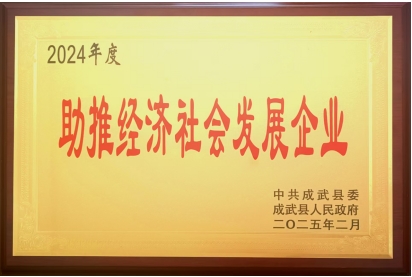 2024年度
助推经济社会发展企业
中共成武县委
成武县人民政府
二〇二五年二月